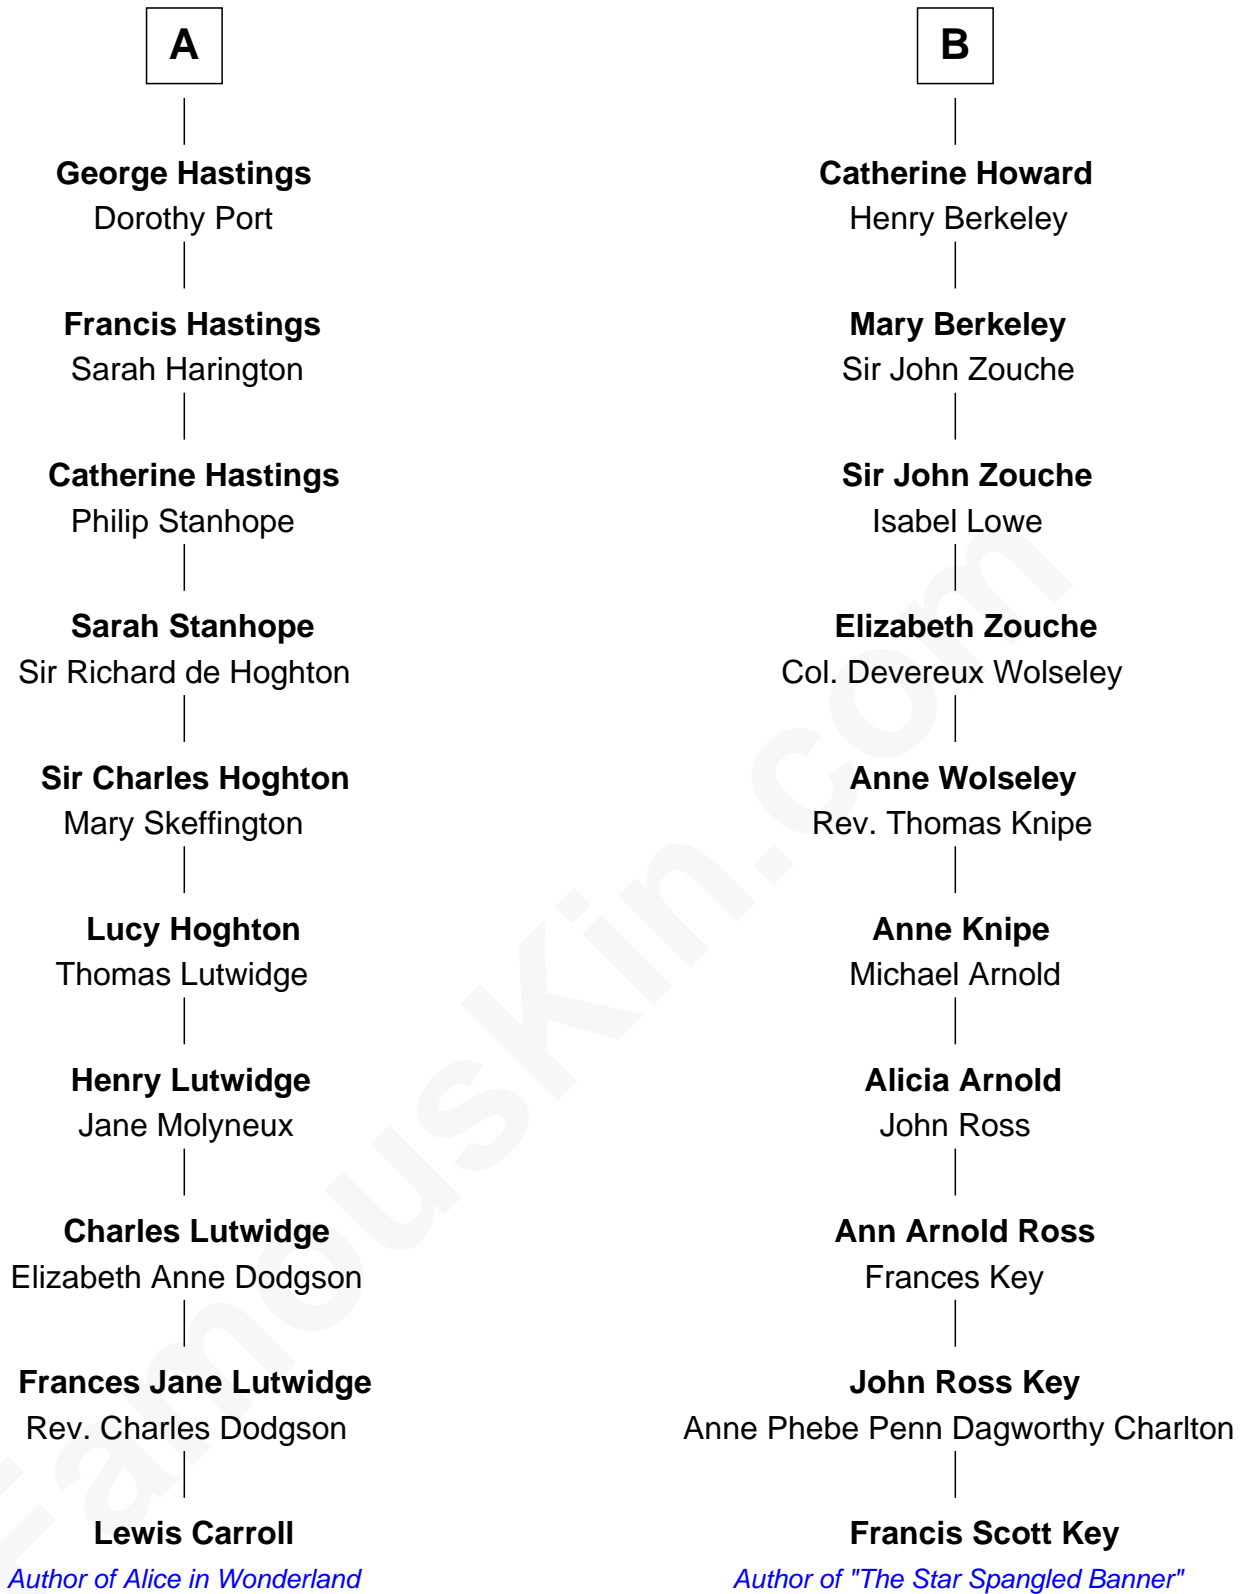 A
George Hastings
Dorothy Port
Francis Hastings
Sarah Harington
Catherine Hastings
Philip Stanhope
Sarah Stanhope
Sir Richard de Hoghton
Sir Charles Hoghton
Mary Skeffington
Lucy Hoghton
Thomas Lutwidge
Henry Lutwidge
Jane Molyneux
Charles Lutwidge
Elizabeth Anne Dodgson
Frances Jane Lutwidge
Rev. Charles Dodgson
Lewis Carroll
Author of Alice in Wonderland
B
Catherine Howard
Henry Berkeley
Mary Berkeley
Sir John Zouche
Sir John Zouche
Isabel Lowe
Elizabeth Zouche
Col. Devereux Wolseley
Anne Wolseley
Rev. Thomas Knipe
Anne Knipe
Michael Arnold
Alicia Arnold
John Ross
Ann Arnold Ross
Frances Key
John Ross Key
Anne Phebe Penn Dagworthy Charlton
Francis Scott Key
Author of "The Star Spangled Banner"
FamousKin.com